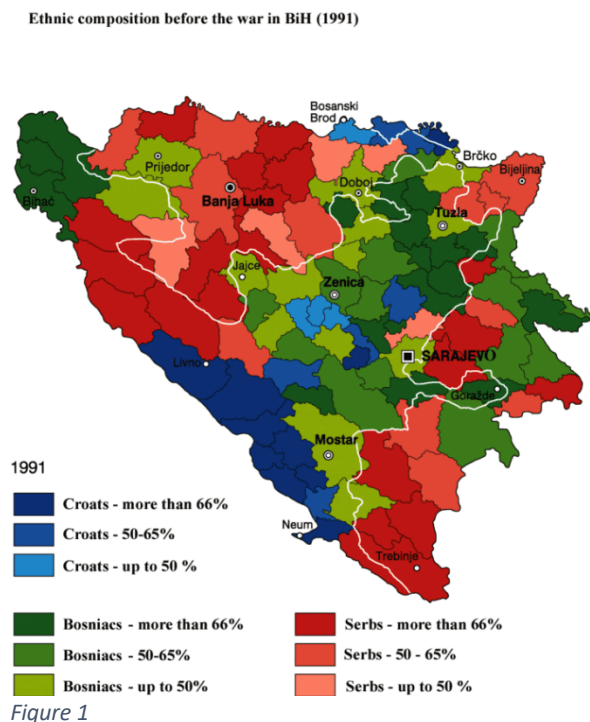 Ethnic composition before the war in BiH (1991)
Bosanski
Brod
Brčko
Prijedor
Bijeljina
Banja Luka
Doboj
Bihać
Tuzla
Jajce
Zenica
SARAJEVO
Livno
Goražde
Mostar
1991
Croats - more than 66%
Croats - 50-65%
Neum
Croats - up to 50 %
Trebinje
Bosniacs - more than 66%
Serbs - more than 66%
Bosniacs - 50-65%
Serbs - 50 - 65%
Bosniacs - up to 50%
Serbs - up to 50 %
Figure 1